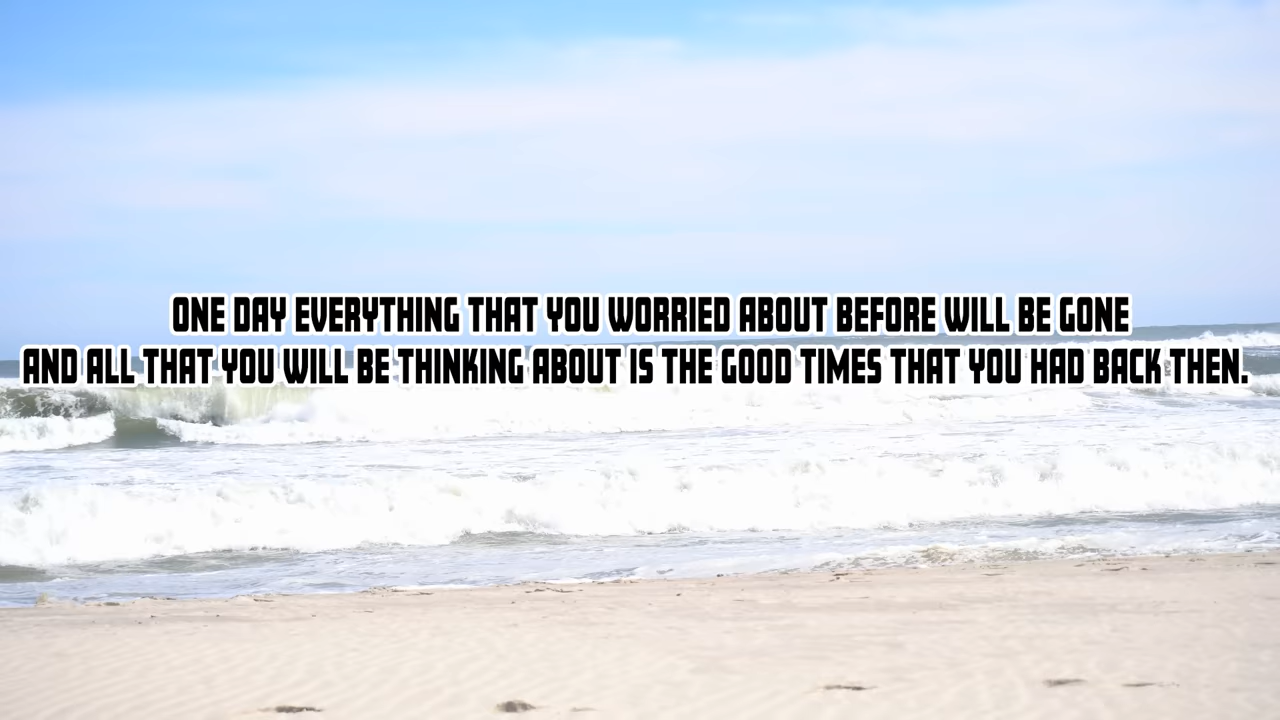 ONE DAY EVERYTHING THAT YOU WORRIED ABOUT BEFORE WILL BE GONE
AND ALL THAT YOU WILL BE THINKING ABOUT IS THE GOOD TIMES THAT YOU HAD BACK THEN.